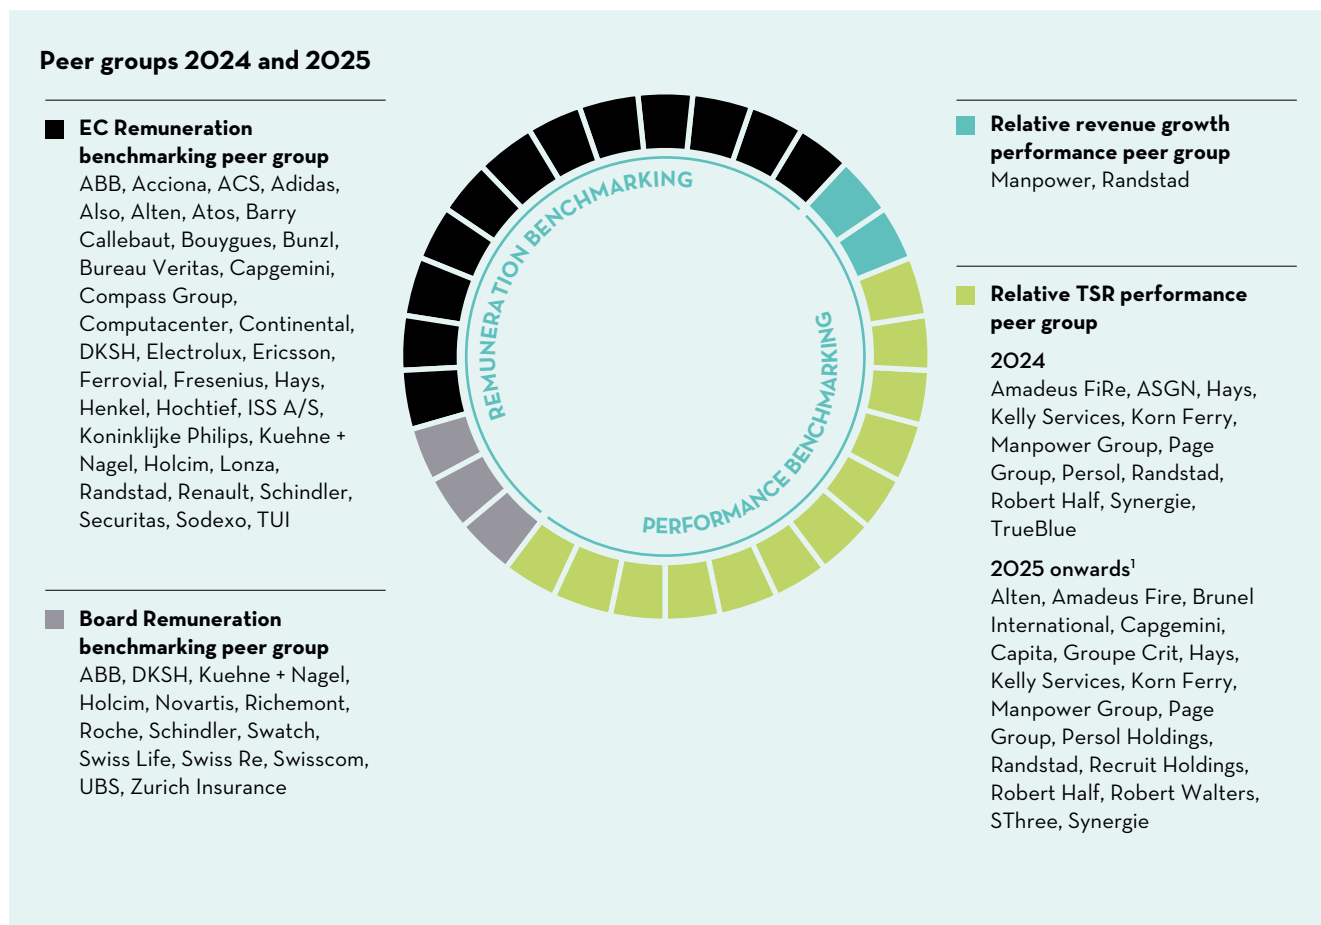 Peer groups 2024 and 2025
EC Remuneration
benchmarking peer group
ABB, Acciona, ACS, Adidas,
Also, Alten, Atos, Barry
Callebaut, Bouygues, Bunzl,
Bureau Veritas, Capgemini,
Compass Group,
Computacenter, Continental,
DKSH, Electrolux, Ericsson,
Ferrovial, Fresenius, Hays,
Henkel, Hochtief, ISS A/S,
Koninklijke Philips, Kuehne +
Nagel, Holcim, Lonza,
Randstad, Renault, Schindler,
Securitas, Sodexo, TUI
Board Remuneration
benchmarking peer group
ABB, DKSH, Kuehne + Nagel,
Holcim, Novartis, Richemont,
Roche, Schindler, Swatch,
Swiss Life, Swiss Re, Swisscom,
UBS, Zurich Insurance
REMUNERATION BENCHMARKING
PERFORMANCE BENCHMARKING
Relative revenue growth
performance peer group
Manpower, Randstad
Relative TSR performance
peer group
2024
Amadeus FiRe, ASGN, Hays,
Kelly Services, Korn Ferry,
Manpower Group, Page
Group, Persol, Randstad,
Robert Half, Synergie,
TrueBlue
2025 onwards¹
Alten, Amadeus Fire, Brunel
International, Capgemini,
Capita, Groupe Crit, Hays,
Kelly Services, Korn Ferry,
Manpower Group, Page
Group, Persol Holdings,
Randstad, Recruit Holdings,
Robert Half, Robert Walters,
SThree, Synergie